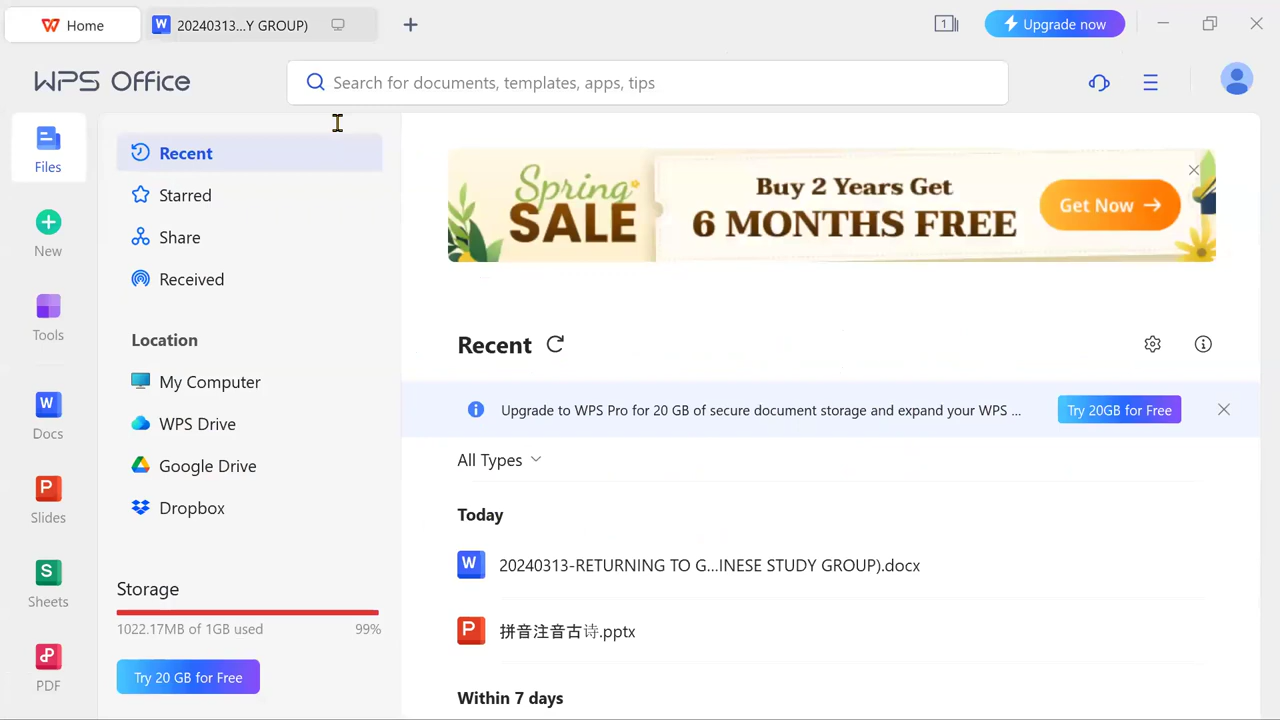 Home
20240313...Y GROUP)
1
Upgrade now
WPS Office
Search for documents, templates, apps, tips
Files
New
Tools
Docs
Slides
Sheets
PDF
Recent
Starred
Share
Received
Location
My Computer
WPS Drive
Google Drive
Dropbox
Storage
1022.17MB of 1GB used 99%
Try 20 GB for Free
Spring
SALE
Buy 2 Years Get
6 MONTHS FREE
Get Now
Recent
Upgrade to WPS Pro for 20 GB of secure document storage and expand your WPS ...
Try 20GB for Free
All Types
Today
W
20240313-RETURNING TO G...INESE STUDY GROUP).docx
P
拼音注音古诗.pptx
Within 7 days